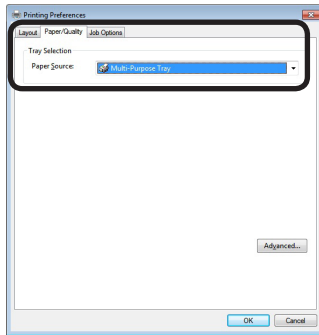 Printing Preferences
Layout Paper/Quality Job Options
Tray Selection
Paper Source: Multi-Purpose Tray
Advanced...
OK Cancel